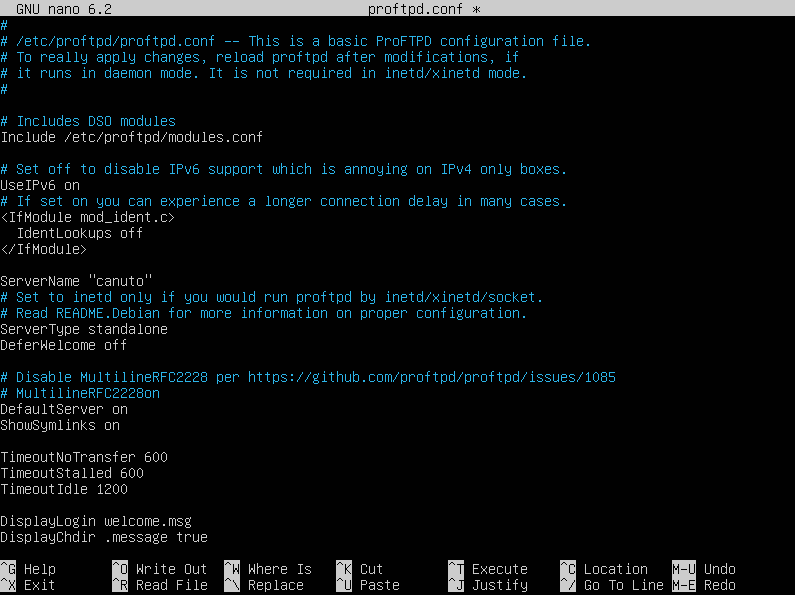 GNU nano 6.2 proftpd.conf *
#
# /etc/proftpd/proftpd.conf -- This is a basic ProFTPD configuration file.
# To really apply changes, reload proftpd after modifications, if
# it runs in daemon mode. It is not required in inetd/xinetd mode.
#
# Includes DSO modules
Include /etc/proftpd/modules.conf
# Set off to disable IPv6 support which is annoying on IPv4 only boxes.
UseIPv6 on
# If set on you can experience a longer connection delay in many cases.
<IfModule mod_ident.c>
IdentLookups off
</IfModule>
ServerName "canuto"
# Set to inetd only if you would run proftpd by inetd/xinetd/socket.
# Read README.Debian for more information on proper configuration.
ServerType standalone
DeferWelcome off
# Disable MultilineRFC2228 per https://github.com/proftpd/proftpd/issues/1085
# MultilineRFC2228on
DefaultServer on
ShowSymlinks on
TimeoutNoTransfer 600
TimeoutStalled 600
TimeoutIdle 1200
DisplayLogin welcome.msg
DisplayChdir .message true
^G Help ^O Write Out ^W Where Is ^K Cut ^T Execute ^C Location M-U Undo
^X Exit ^R Read File ^\ Replace ^U Paste ^J Justify ^/ Go To Line M-E Redo